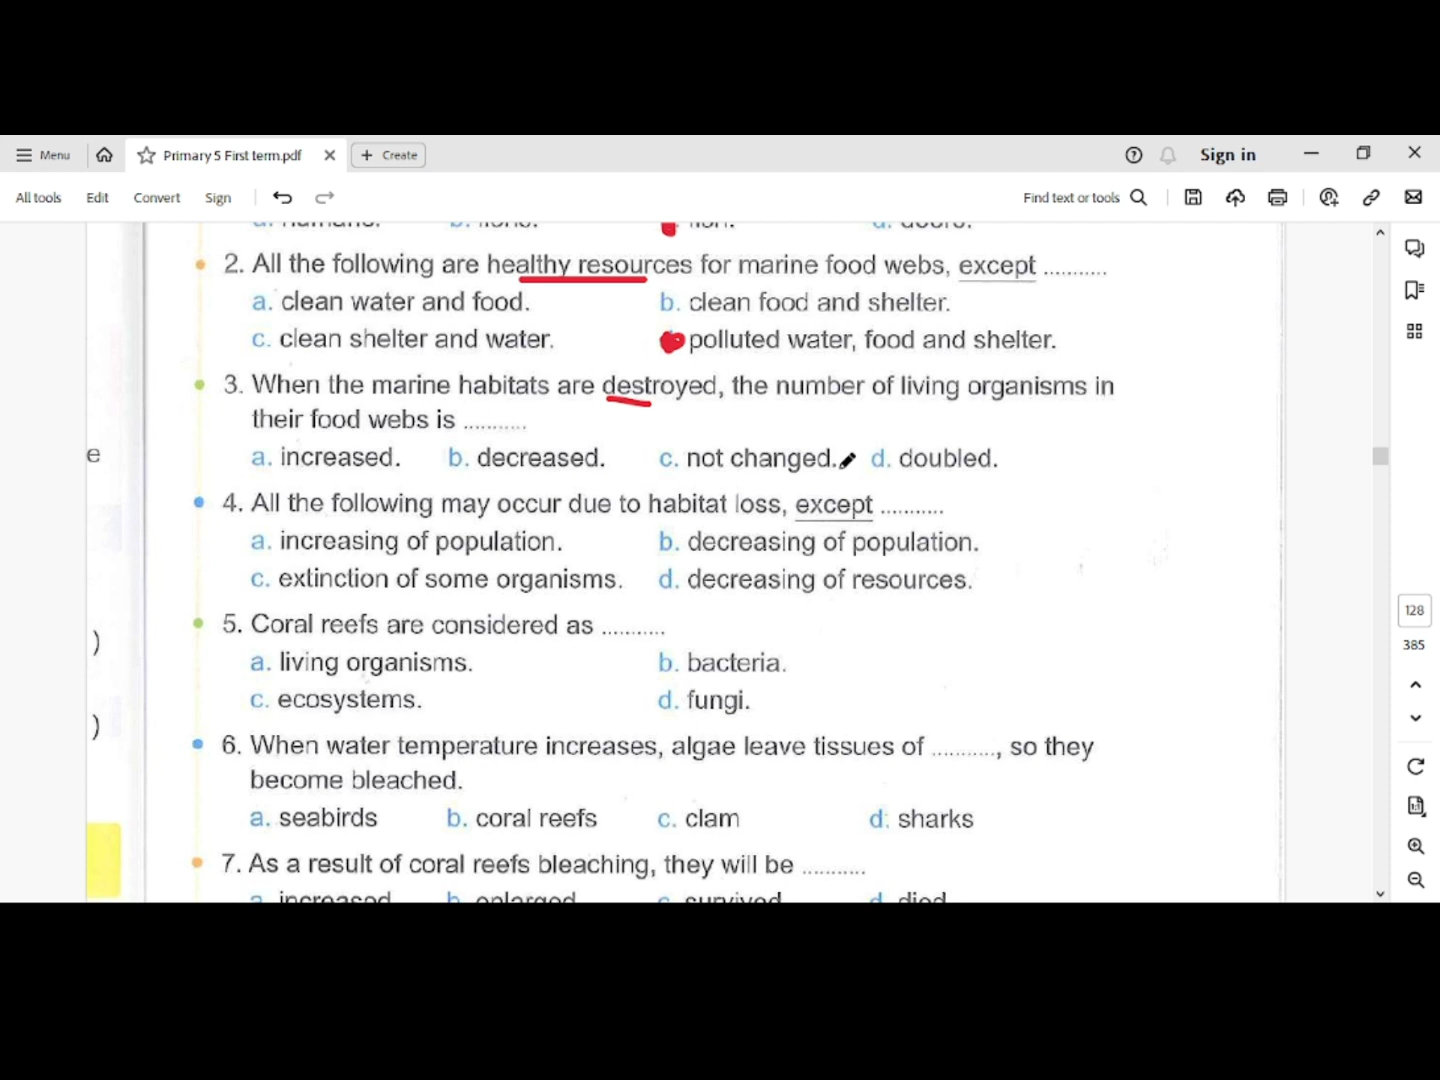 Menu
Primary 5 First term.pdf
Create
Sign in
All tools
Edit
Convert
Sign
Find text or tools
2. All the following are healthy resources for marine food webs, except ...........
a. clean water and food.
b. clean food and shelter.
c. clean shelter and water.
polluted water, food and shelter.
3. When the marine habitats are destroyed, the number of living organisms in
their food webs is ...........
a. increased.
b. decreased.
c. not changed.
d. doubled.
4. All the following may occur due to habitat loss, except ...........
a. increasing of population.
b. decreasing of population.
c. extinction of some organisms.
d. decreasing of resources.
5. Coral reefs are considered as ...........
a. living organisms.
b. bacteria.
c. ecosystems.
d. fungi.
6. When water temperature increases, algae leave tissues of ..........., so they
become bleached.
a. seabirds
b. coral reefs
c. clam
d. sharks
7. As a result of coral reefs bleaching, they will be ...........
a. increased
b. enlarged
c. survived
d. died
e
)
)
128
385